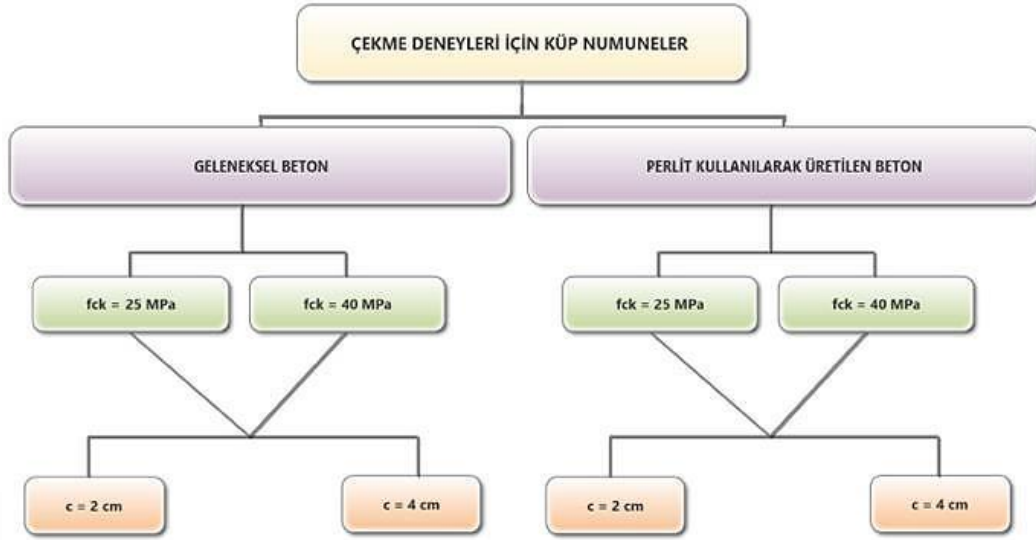 ÇEKME DENEYLERİ İÇİN KÜP NUMUNELER
GELENEKSEL BETON
PERLİT KULLANILARAK ÜRETİLEN BETON
fck = 25 MPa
fck = 40 MPa
fck = 25 MPa
fck = 40 MPa
c = 2 cm
c = 4 cm
c = 2 cm
c = 4 cm